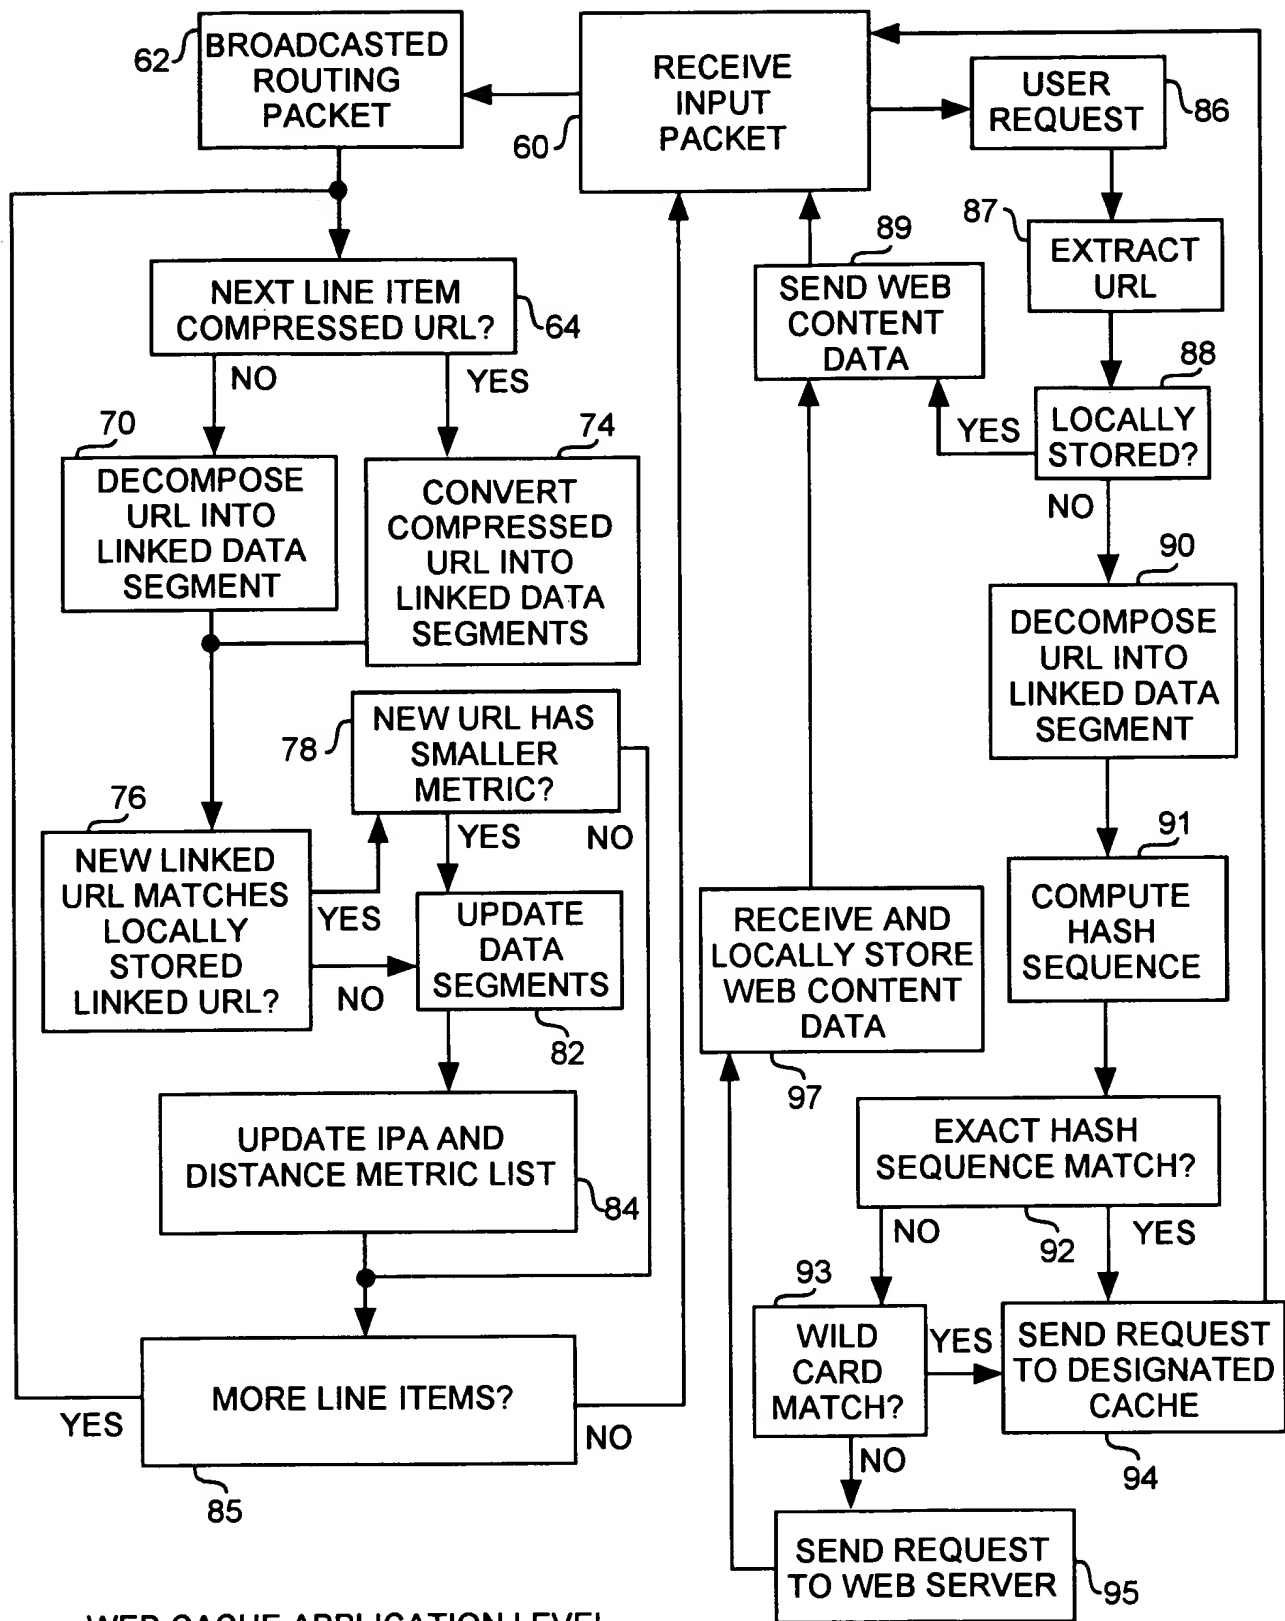 BROADCASTED
ROUTING
PACKET
62
RECEIVE
INPUT
PACKET
60
USER
REQUEST
86
87
EXTRACT
URL
89
SEND WEB
CONTENT
DATA
NEXT LINE ITEM
COMPRESSED URL?
64
NO
YES
88
LOCALLY
STORED?
YES
NO
70
DECOMPOSE
URL INTO
LINKED DATA
SEGMENT
74
CONVERT
COMPRESSED
URL INTO
LINKED DATA
SEGMENTS
90
DECOMPOSE
URL INTO
LINKED DATA
SEGMENT
78
NEW URL HAS
SMALLER
METRIC?
YES
NO
76
NEW LINKED
URL MATCHES
LOCALLY
STORED
LINKED URL?
YES
NO
UPDATE
DATA
SEGMENTS
82
91
COMPUTE
HASH
SEQUENCE
RECEIVE AND
LOCALLY STORE
WEB CONTENT
DATA
97
UPDATE IPA AND
DISTANCE METRIC LIST
84
EXACT HASH
SEQUENCE MATCH?
92
NO
YES
93
WILD
CARD
MATCH?
YES
NO
SEND REQUEST
TO DESIGNATED
CACHE
94
MORE LINE ITEMS?
YES
NO
85
SEND REQUEST
TO WEB SERVER
95
WEB CACHE APPLICATION LEVEL